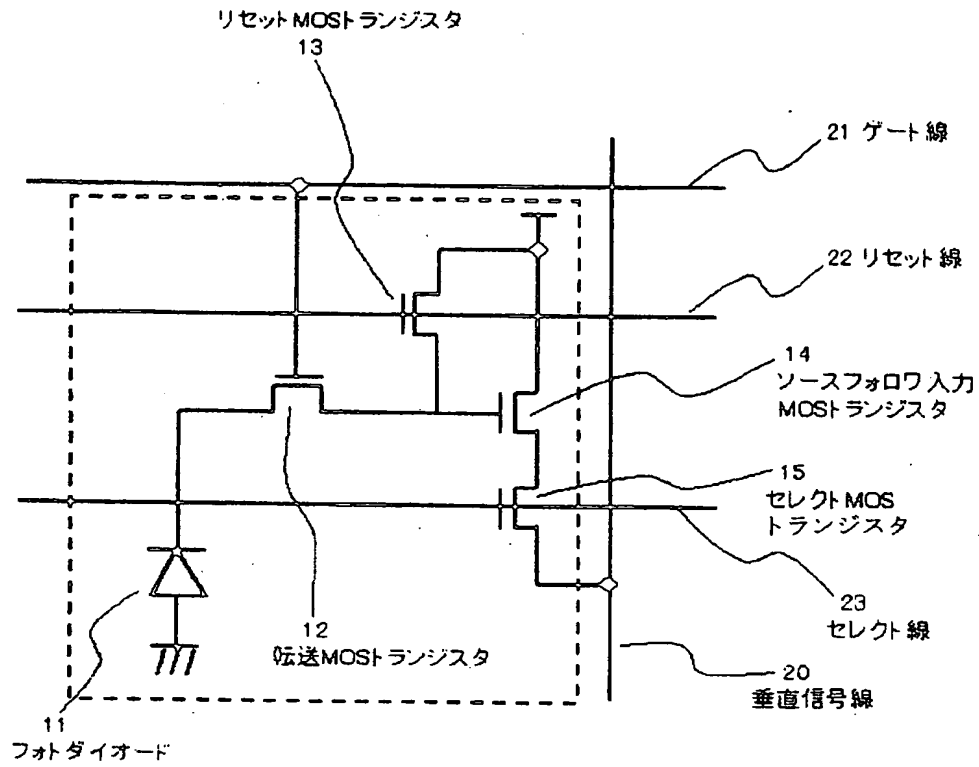 リセットMOSトランジスタ
13
21 ゲート線
22 リセット線
14
ソースフォロワ入力
MOSトランジスタ
15
セレクトMOS
トランジスタ
23
セレクト線
12
転送MOSトランジスタ
20
垂直信号線
11
フォトダイオード